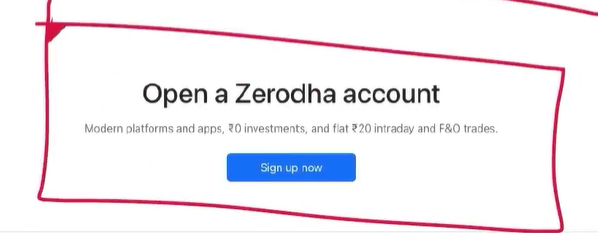 Open a Zerodha account
Modern platforms and apps, ₹0 investments, and flat ₹20 intraday and F&O trades.
Sign up now